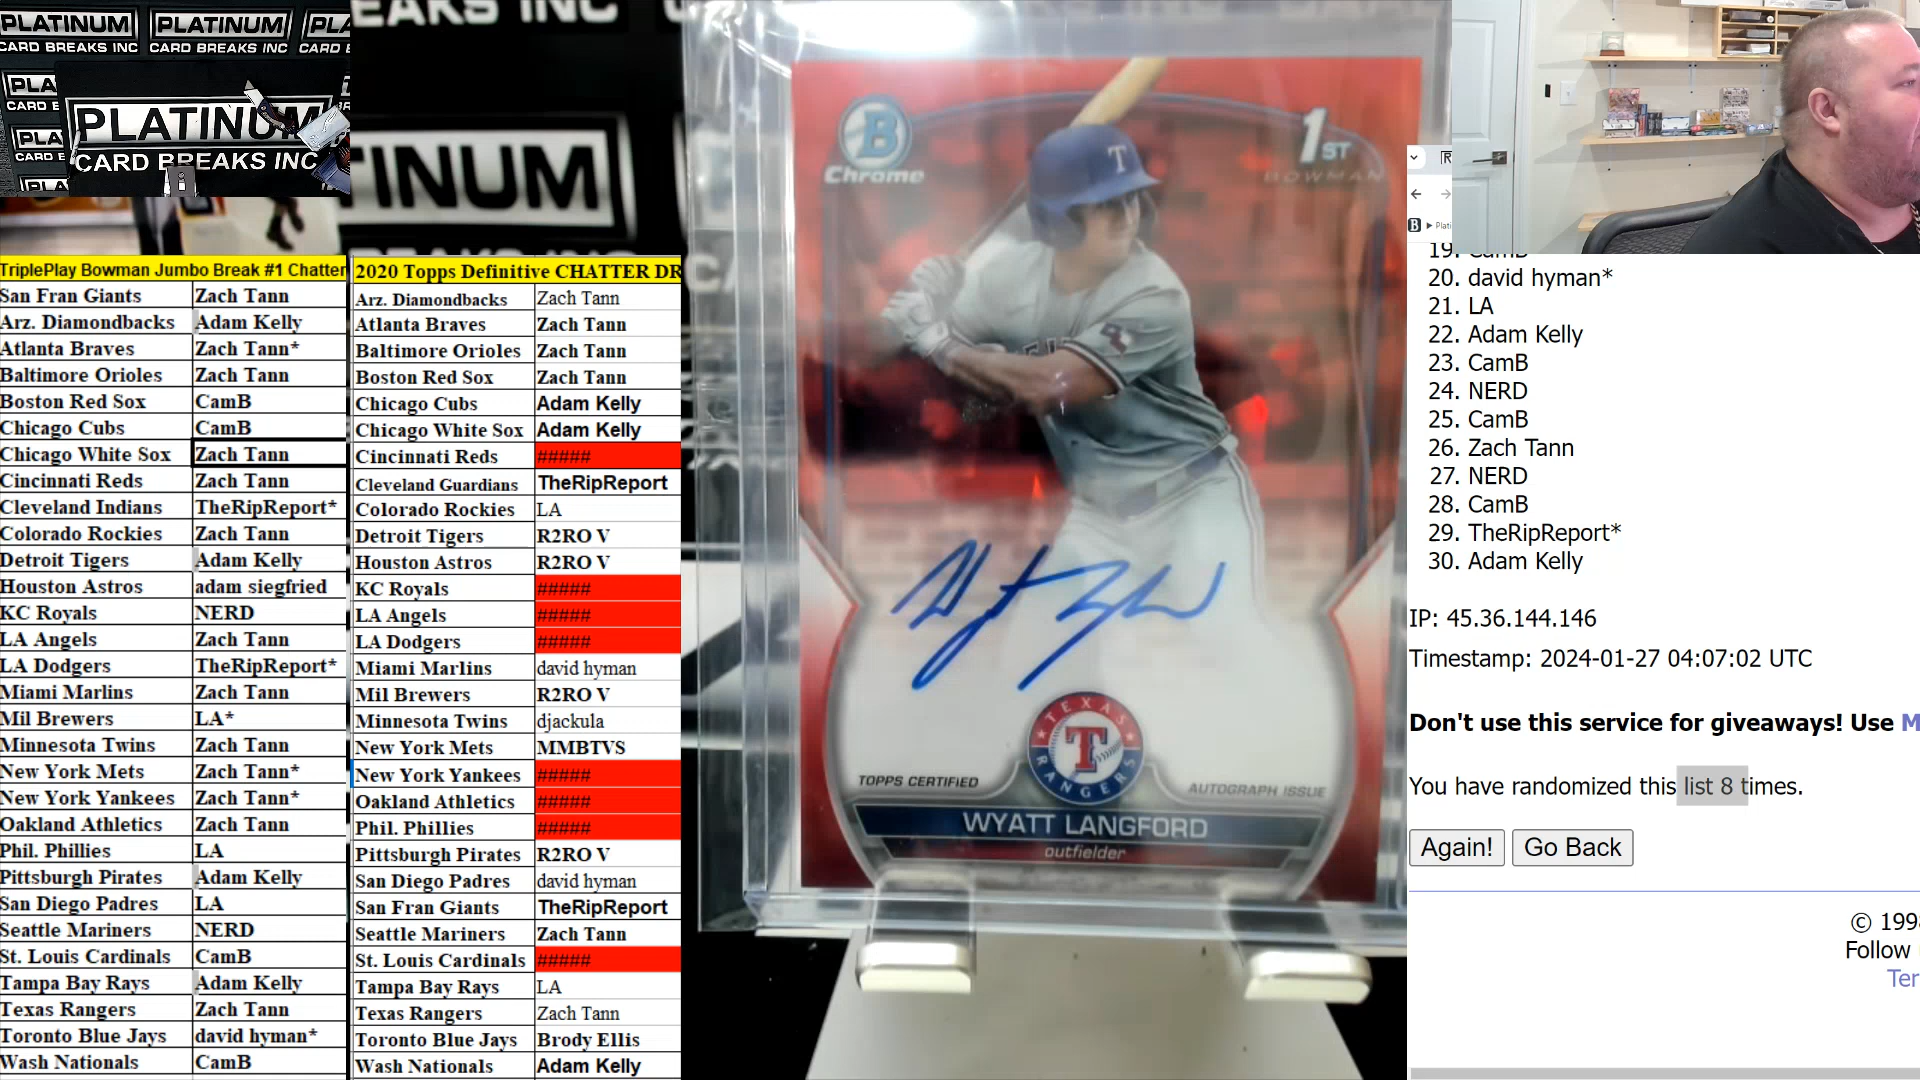 PLATINUM
CARD BREAKS INC
PLATINUM
CARD BREAKS INC
PLA
CARD B
PLA
CARD B
PLA
CARD B
PLA
PLATINUM
CARD BREAKS INC
EAKS INC
TINUM
TriplePlay Bowman Jumbo Break #1 Chatter
San Fran Giants Zach Tann
Arz. Diamondbacks Adam Kelly
Atlanta Braves Zach Tann*
Baltimore Orioles Zach Tann
Boston Red Sox CamB
Chicago Cubs CamB
Chicago White Sox Zach Tann
Cincinnati Reds Zach Tann
Cleveland Indians TheRipReport*
Colorado Rockies Zach Tann
Detroit Tigers Adam Kelly
Houston Astros adam siegfried
KC Royals NERD
LA Angels Zach Tann
LA Dodgers TheRipReport*
Miami Marlins Zach Tann
Mil Brewers LA*
Minnesota Twins Zach Tann
New York Mets Zach Tann*
New York Yankees Zach Tann*
Oakland Athletics Zach Tann
Phil. Phillies LA
Pittsburgh Pirates Adam Kelly
San Diego Padres LA
Seattle Mariners NERD
St. Louis Cardinals CamB
Tampa Bay Rays Adam Kelly
Texas Rangers Zach Tann
Toronto Blue Jays david hyman*
Wash Nationals CamB
2020 Topps Definitive CHATTER DR
Arz. Diamondbacks Zach Tann
Atlanta Braves Zach Tann
Baltimore Orioles Zach Tann
Boston Red Sox Zach Tann
Chicago Cubs Adam Kelly
Chicago White Sox Adam Kelly
Cincinnati Reds #####
Cleveland Guardians TheRipReport
Colorado Rockies LA
Detroit Tigers R2RO V
Houston Astros R2RO V
KC Royals #####
LA Angels #####
LA Dodgers #####
Miami Marlins david hyman
Mil Brewers R2RO V
Minnesota Twins djackula
New York Mets MMBTVS
New York Yankees #####
Oakland Athletics #####
Phil. Phillies #####
Pittsburgh Pirates R2RO V
San Diego Padres david hyman
San Fran Giants TheRipReport
Seattle Mariners Zach Tann
St. Louis Cardinals #####
Tampa Bay Rays LA
Texas Rangers Zach Tann
Toronto Blue Jays Brody Ellis
Wash Nationals Adam Kelly
B
Chrome
1ST
BOWMAN
T
TEXAS
T
RANGERS
TOPPS CERTIFIED
AUTOGRAPH ISSUE
WYATT LANGFORD
outfielder
Plati
19. CamB
20. david hyman*
21. LA
22. Adam Kelly
23. CamB
24. NERD
25. CamB
26. Zach Tann
27. NERD
28. CamB
29. TheRipReport*
30. Adam Kelly
IP: 45.36.144.146
Timestamp: 2024-01-27 04:07:02 UTC
Don't use this service for giveaways! Use M
You have randomized this list 8 times.
Again!
Go Back
© 199
Follow
Ter